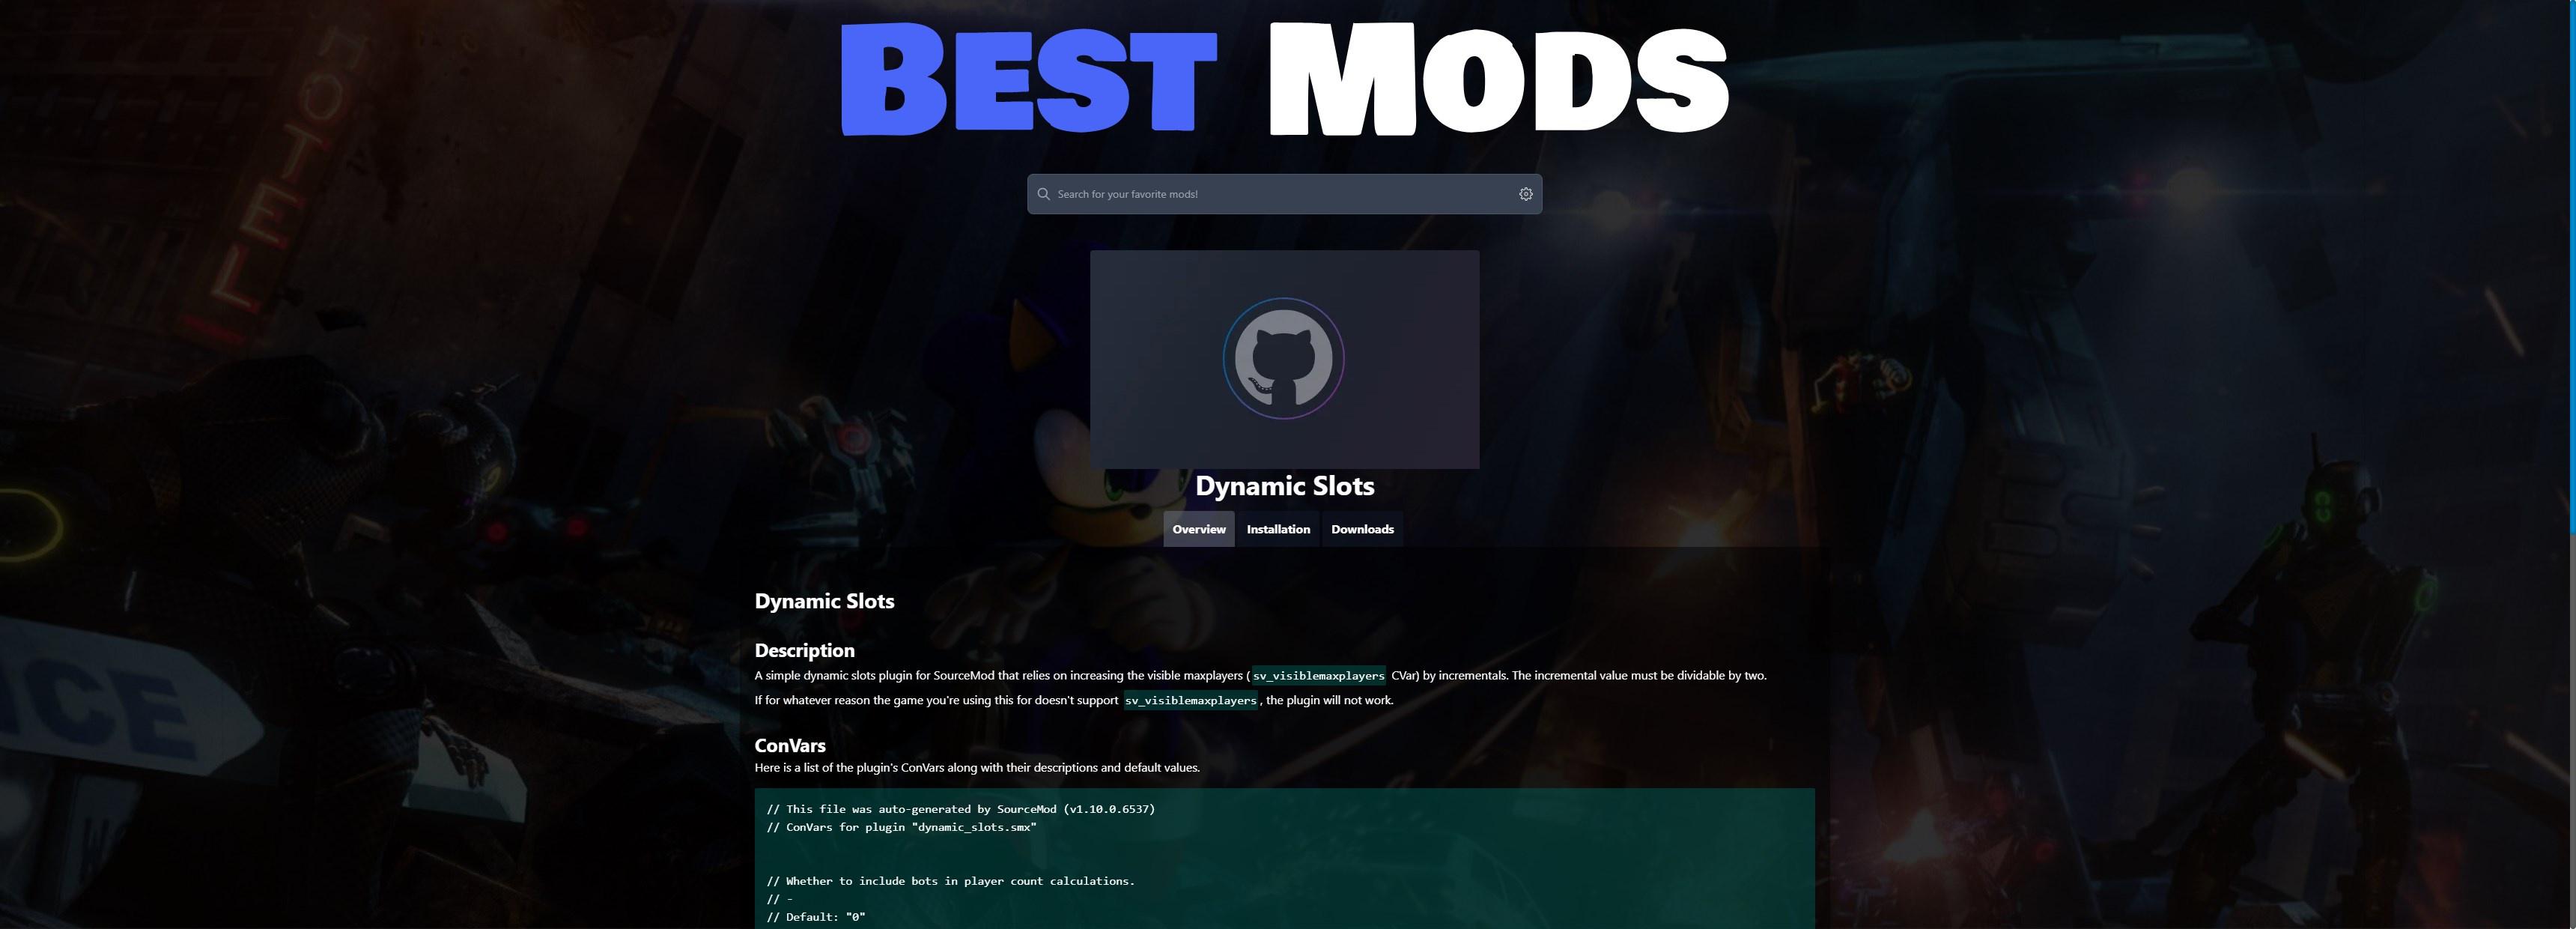 BEST MODS
HOTEL
Search for your favorite mods!
Dynamic Slots
Overview Installation Downloads
Dynamic Slots
Description
A simple dynamic slots plugin for SourceMod that relies on increasing the visible maxplayers ( sv_visiblemaxplayers CVar) by incrementals. The incremental value must be dividable by two.
If for whatever reason the game you're using this for doesn't support sv_visiblemaxplayers , the plugin will not work.
ICE
ConVars
Here is a list of the plugin's ConVars along with their descriptions and default values.
// This file was auto-generated by SourceMod (v1.10.0.6537)
// ConVars for plugin "dynamic_slots.smx"
// Whether to include bots in player count calculations.
// -
// Default: "0"